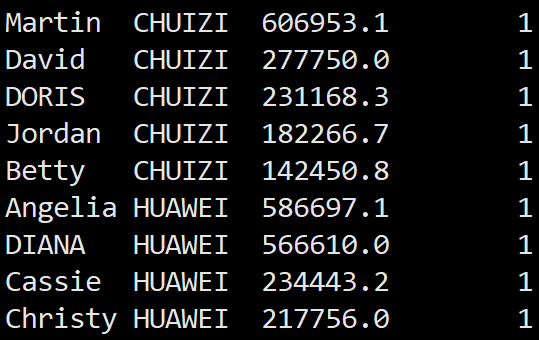 Martin CHUIZI 606953.1 1
David CHUIZI 277750.0 1
DORIS CHUIZI 231168.3 1
Jordan CHUIZI 182266.7 1
Betty CHUIZI 142450.8 1
Angelia HUAWEI 586697.1 1
DIANA HUAWEI 566610.0 1
Cassie HUAWEI 234443.2 1
Christy HUAWEI 217756.0 1